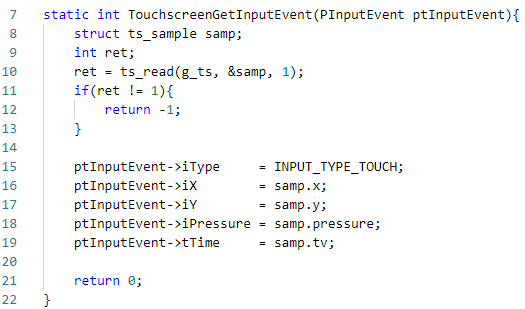 7 static int TouchscreenGetInputEvent(PInputEvent ptInputEvent){
8     struct ts_sample samp;
9     int ret;
10     ret = ts_read(g_ts, &samp, 1);
11     if(ret != 1){
12         return -1;
13     }
14
15     ptInputEvent->iType     = INPUT_TYPE_TOUCH;
16     ptInputEvent->iX        = samp.x;
17     ptInputEvent->iY        = samp.y;
18     ptInputEvent->iPressure = samp.pressure;
19     ptInputEvent->tTime     = samp.tv;
20
21     return 0;
22 }